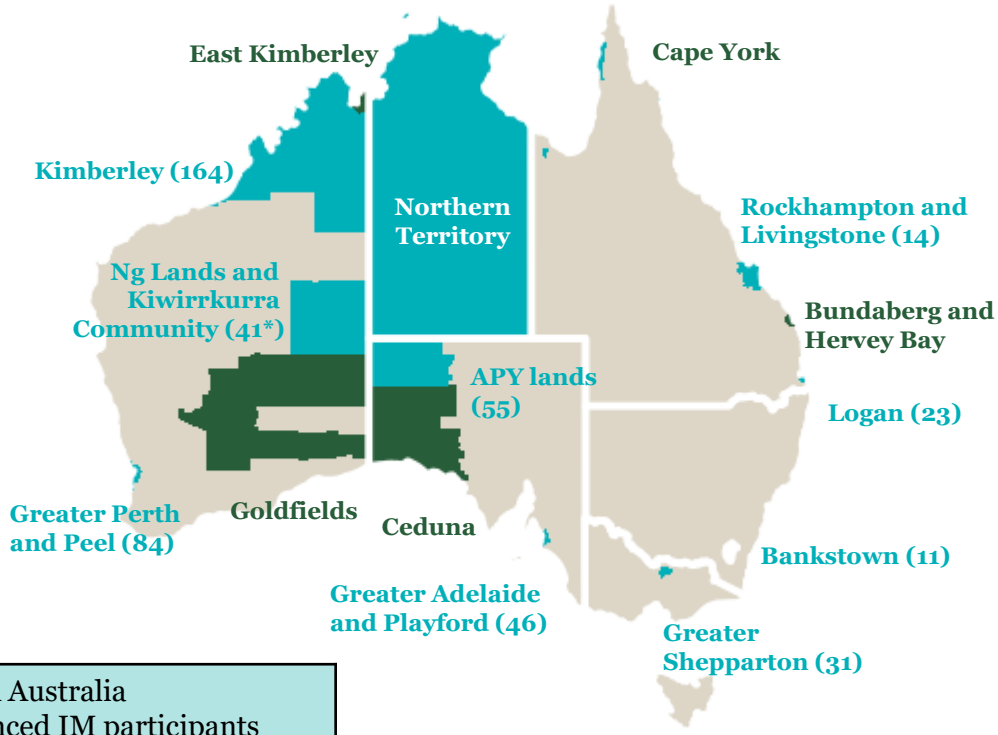 East Kimberley
Cape York
Kimberley (164)
Northern
Territory
Rockhampton and
Livingstone (14)
Ng Lands and
Kiwirrkurra
Community (41*)
Bundaberg and
Hervey Bay
APY lands
(55)
Logan (23)
Greater Perth
and Peel (84)
Goldfields
Ceduna
Bankstown (11)
Greater Adelaide
and Playford (46)
Greater
Shepparton (31)
Australia
IM participants